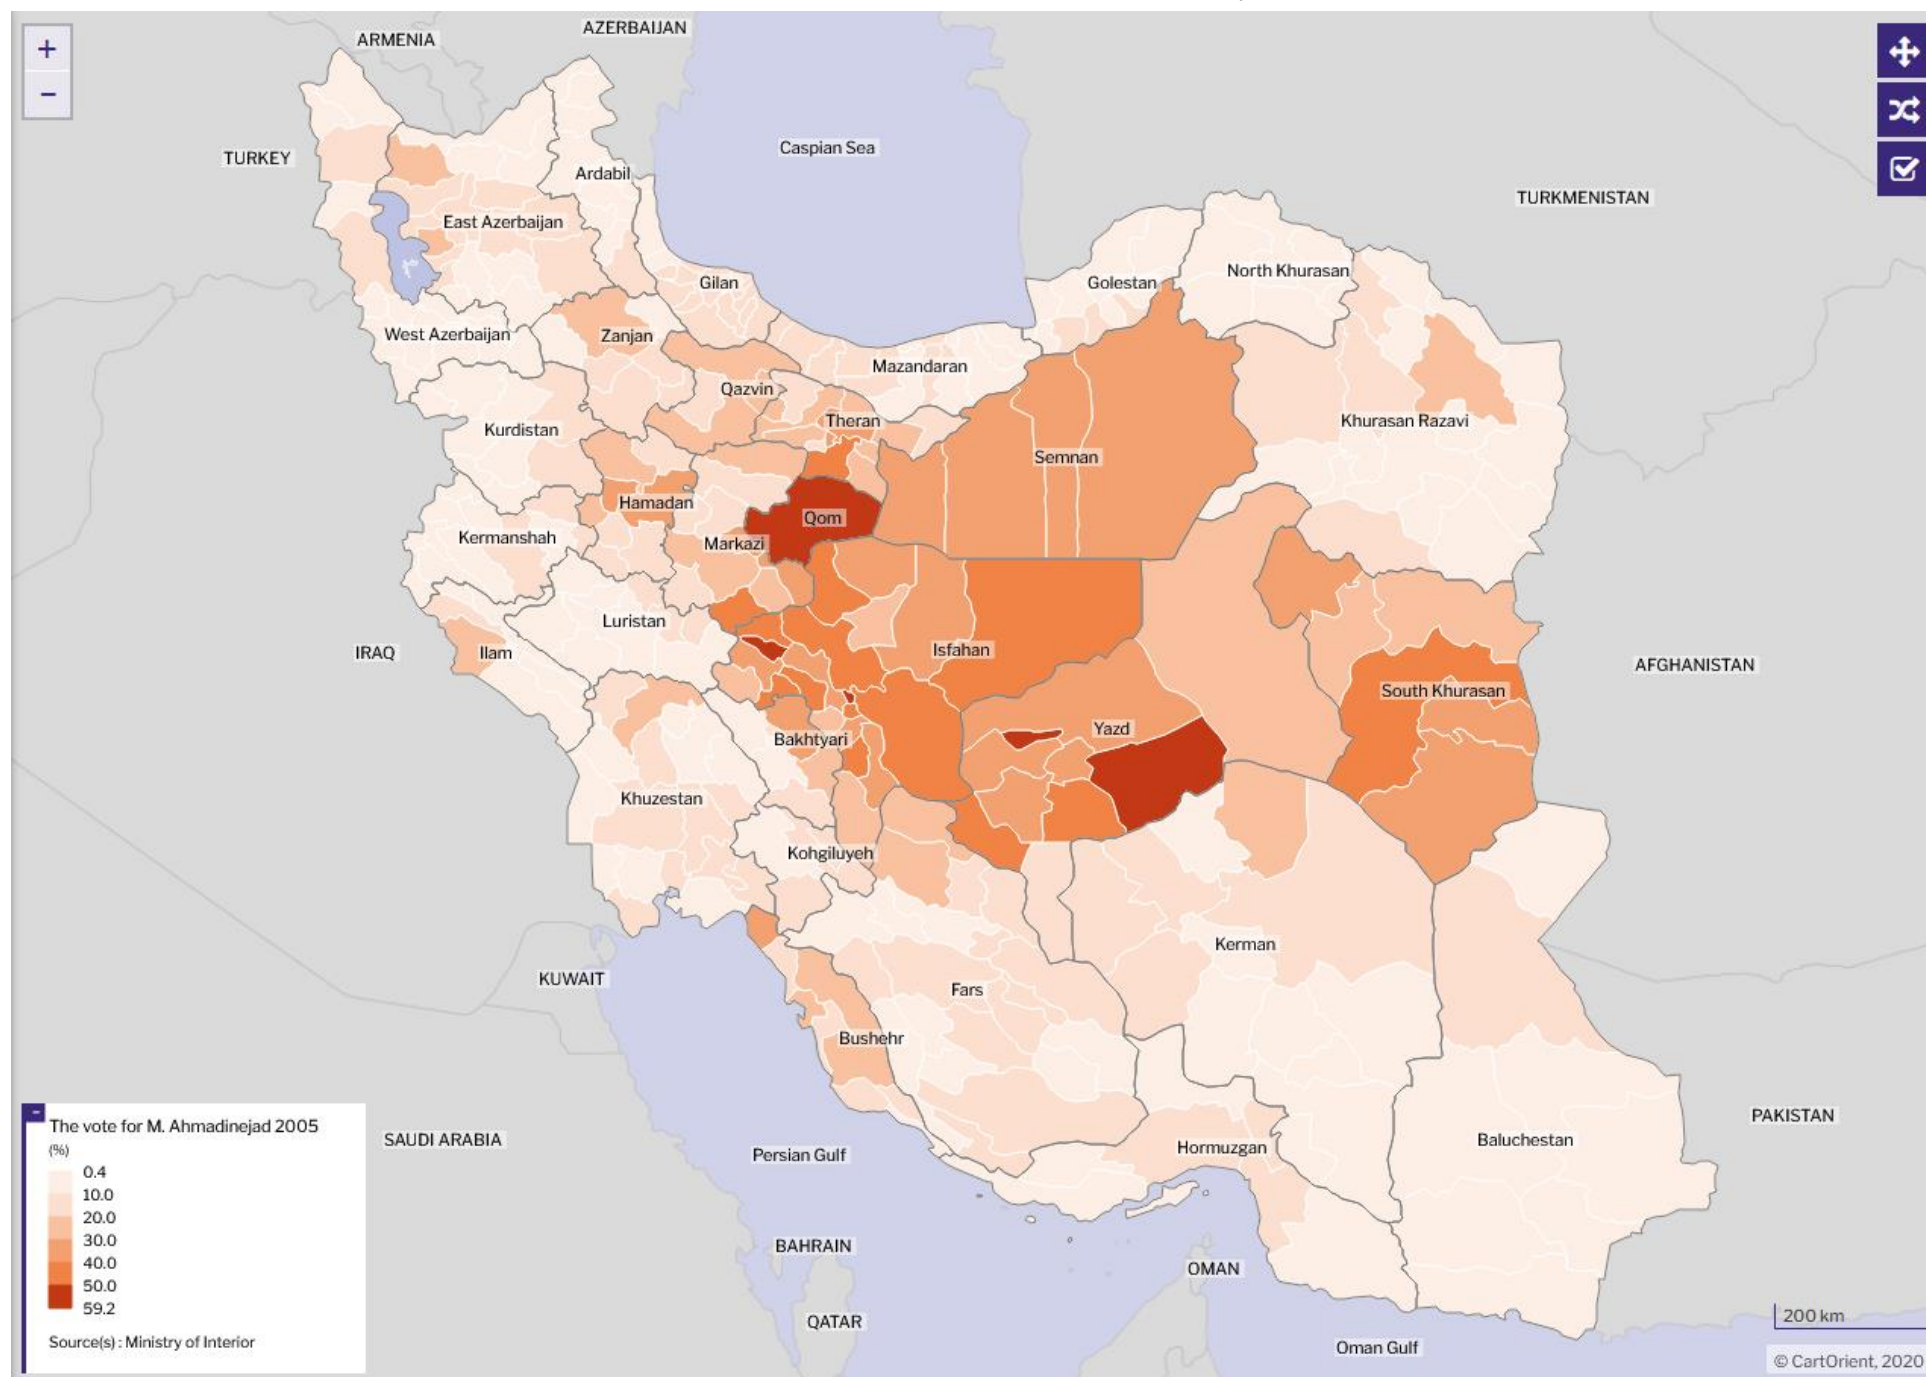 +
−
ARMENIA
AZERBAIJAN
Caspian Sea
TURKEY
Ardabil
TURKMENISTAN
East Azerbaijan
Gilan
Golestan
North Khurasan
West Azerbaijan
Zanjan
Mazandaran
Qazvin
Theran
Khurasan Razavi
Kurdistan
Semnan
Hamadan
Qom
Kermanshah
Markazi
Luristan
IRAQ
Ilam
Isfahan
AFGHANISTAN
South Khurasan
Yazd
Bakhtyari
Khuzestan
Kohgiluyeh
Kerman
KUWAIT
Fars
Bushehr
PAKISTAN
SAUDI ARABIA
Persian Gulf
Hormuzgan
Baluchestan
BAHRAIN
OMAN
QATAR
Oman Gulf
−
The vote for M. Ahmadinejad 2005
(%)
0.4
10.0
20.0
30.0
40.0
50.0
59.2
Source(s) : Ministry of Interior
200 km
© CartOrient, 2020